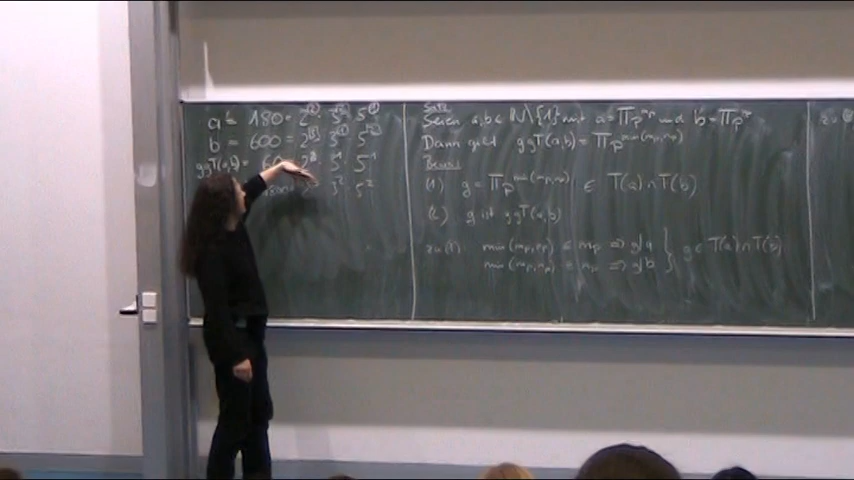 a = 180 = 2² · 3² · 5¹
b = 600 = 2³ · 3¹ · 5²
ggT(a,b) = 60 = 2² 3¹ 5¹
3² 5²
Satz
Seien a,b ∈ ℕ\{1} mit a = ∏p^mp und b = ∏p^np
Dann gilt ggT(a,b) = ∏p^min(mp,np)
Beweis
(1) g = ∏p^min(mp,np) ∈ T(a)∩T(b)
(2) g ist ggT(a,b)
zu (1) min(mp,np) ≤ mp ⇒ g|a
min(mp,np) ≤ np ⇒ g|b } g ∈ T(a)∩T(b)